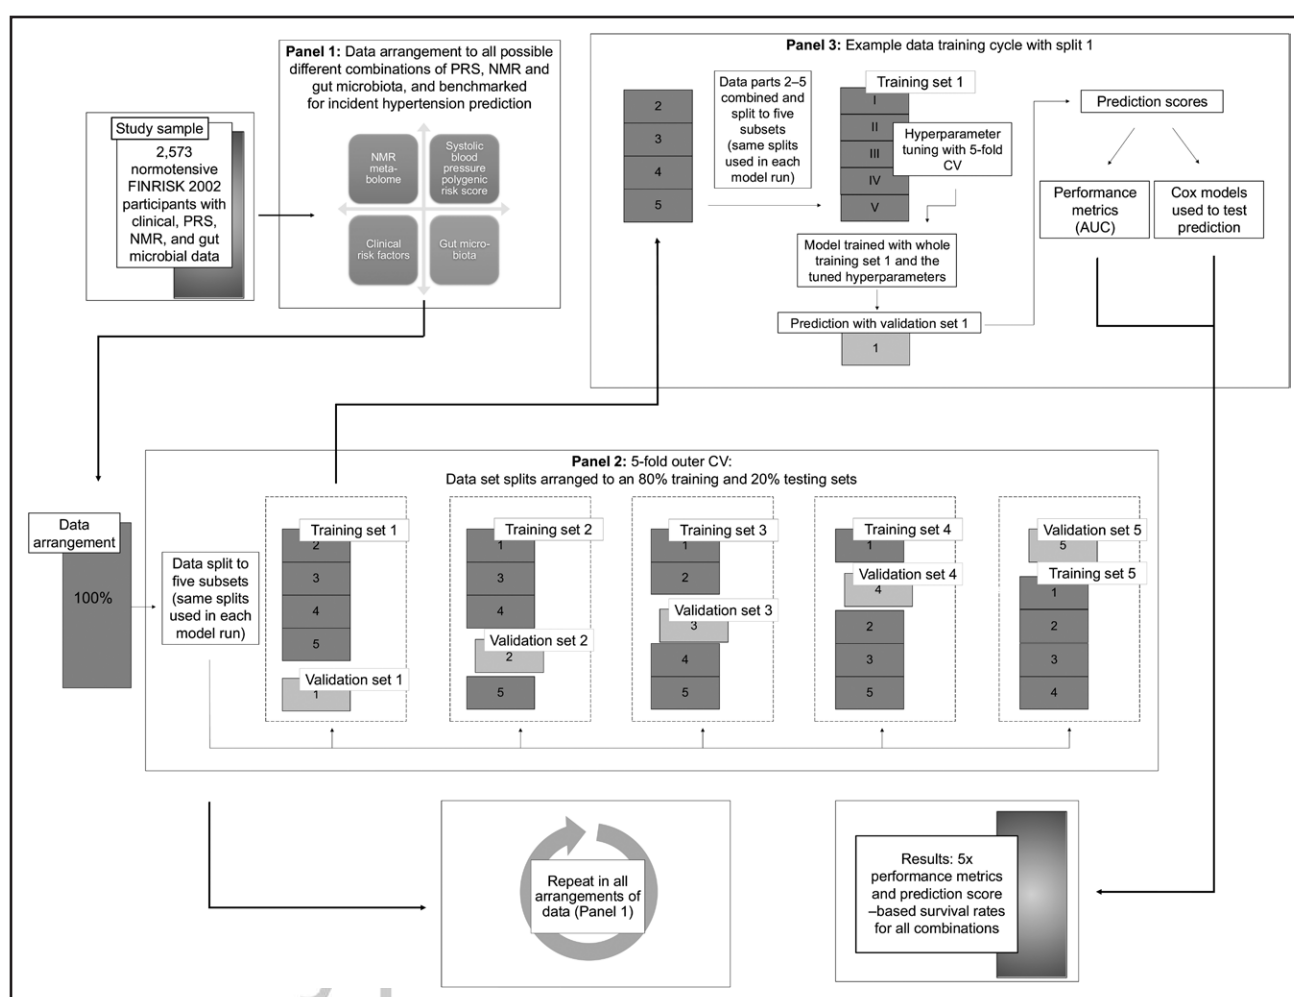 Panel 1: Data arrangement to all possible
different combinations of PRS, NMR and
gut microbiota, and benchmarked
for incident hypertension prediction
Study sample
2,573
normotensive
FINRISK 2002
participants with
clinical, PRS,
NMR, and gut
microbial data
NMR
meta-
bolome
Systolic
blood
pressure
polygenic
risk score
Clinical
risk factors
Gut micro-
biota
Panel 3: Example data training cycle with split 1
2
3
4
5
Data parts 2–5
combined and
split to five
subsets
(same splits
used in each
model run)
Training set 1
I
II
III
IV
V
Hyperparameter
tuning with 5-fold
CV
Model trained with whole
training set 1 and the
tuned hyperparameters
Prediction with validation set 1
1
Prediction scores
Performance
metrics
(AUC)
Cox models
used to test
prediction
Panel 2: 5-fold outer CV:
Data set splits arranged to an 80% training and 20% testing sets
Data
arrangement
100%
Data split to
five subsets
(same splits
used in each
model run)
Training set 1
2
3
4
5
Validation set 1
1
Training set 2
1
3
4
Validation set 2
2
5
Training set 3
1
2
Validation set 3
3
4
5
Training set 4
1
Validation set 4
4
2
3
5
Validation set 5
5
Training set 5
1
2
3
4
Repeat in all
arrangements of
data (Panel 1)
Results: 5x
performance metrics
and prediction score
–based survival rates
for all combinations